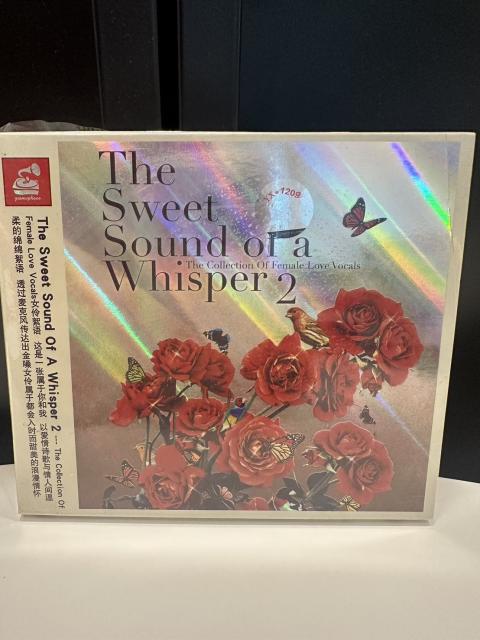 The
Sweet
Sound of a
Whisper 2
The Collection Of Female Love Vocals
gramophone
The Sweet Sound Of A Whisper 2 --- The Collection Of
Female Love Vocals女伶絮语 这是一张属于你和我 以爱情诗歌与情人间温
柔的绵绵絮语 透过麦克风传达出金嗓女伶属于都会入时而甜美的浪漫情怀